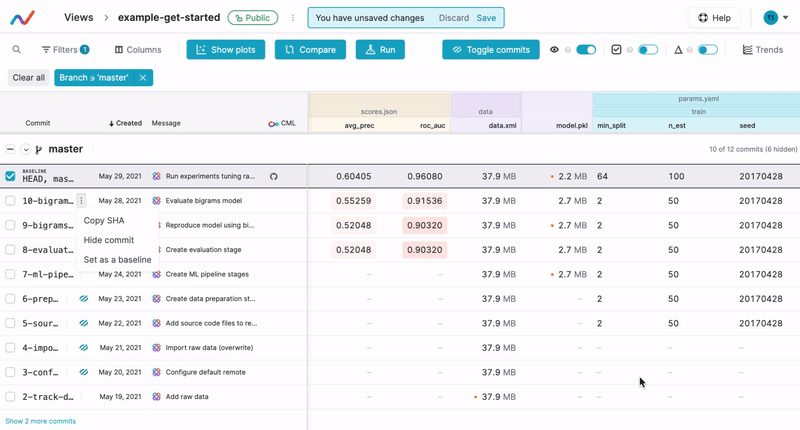 Views > example-get-started Public You have unsaved changes Discard Save Help YS
Filters 1 Columns Show plots Compare Run Toggle commits Trends
Clear all Branch ∋ 'master' ×
params.yaml
scores.json data train
Commit Created Message CML avg_prec roc_auc data.xml model.pkl min_split n_est seed
master 10 of 12 commits (6 hidden)
BASELINE
HEAD, mas… May 29, 2021 Run experiments tuning ra… 0.60405 0.96080 37.9 MB 2.2 MB 64 100 20170428
10-bigram… May 28, 2021 Evaluate bigrams model 0.55259 0.91536 37.9 MB 2.7 MB 2 50 20170428
Copy SHA
9-bigrams… Reproduce model using bi… 0.52048 0.90320 37.9 MB 2.7 MB 2 50 20170428
Hide commit
8-evaluat… Create evaluation stage 0.52048 0.90320 37.9 MB 2.7 MB 2 50 20170428
Set as a baseline
7-ml-pipe… May 24, 2021 Create ML pipeline stages – – 37.9 MB 2.7 MB 2 50 20170428
6-prep… May 23, 2021 Create data preparation st… – – 37.9 MB – 2 50 20170428
5-sour… May 22, 2021 Add source code files to re… – – 37.9 MB – 2 50 20170428
4-impo… May 21, 2021 Import raw data (overwrite) – – 37.9 MB – – – –
3-conf… May 20, 2021 Configure default remote – – 37.9 MB – – – –
2-track-d… May 19, 2021 Add raw data – – 37.9 MB – – – –
Show 2 more commits